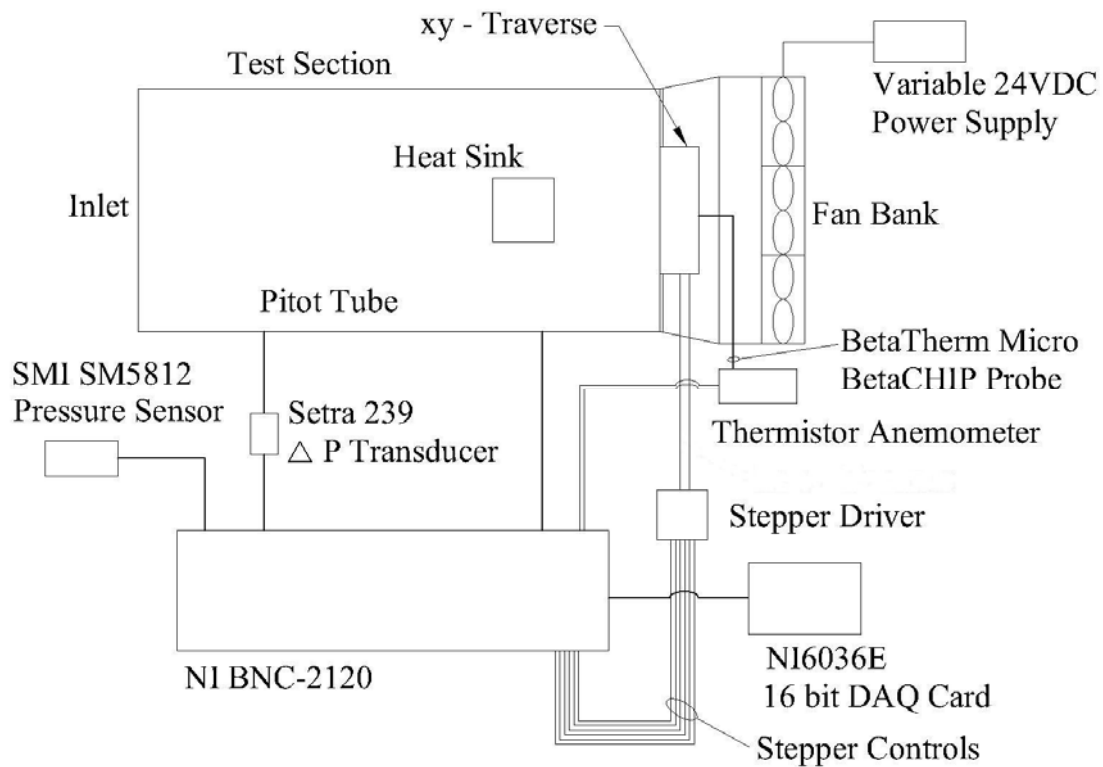 xy - Traverse
Test Section
Variable 24VDC
Power Supply
Heat Sink
Inlet
Fan Bank
Pitot Tube
BetaTherm Micro
BetaCHIP Probe
SMI SM5812
Pressure Sensor
Setra 239
△ P Transducer
Thermistor Anemometer
Stepper Driver
NI BNC-2120
NI6036E
16 bit DAQ Card
Stepper Controls